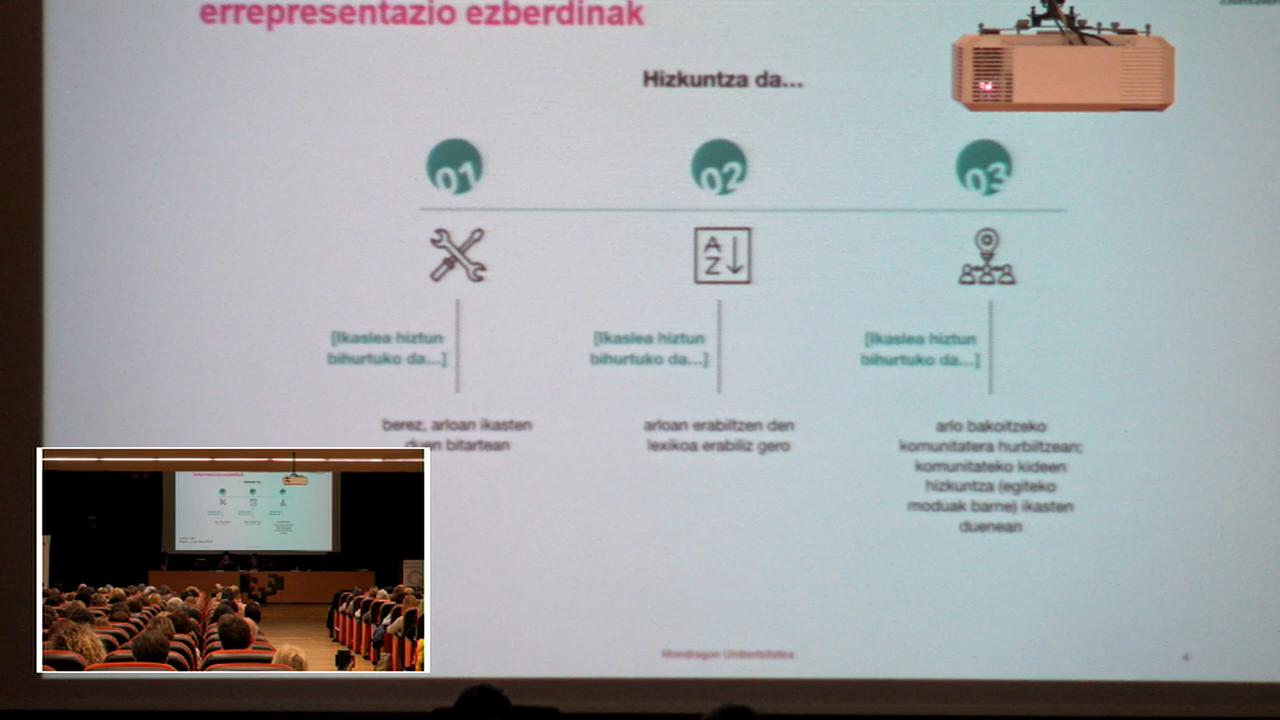 errepresentazio ezberdinak
Hizkuntza da...
01
02
03
A
Z
[Ikaslea hiztun
bihurtuko da...]
[Ikaslea hiztun
bihurtuko da...]
[Ikaslea hiztun
bihurtuko da...]
berez, arloan ikasten
duen bitartean
arloan erabiltzen den
lexikoa erabiliz gero
arlo bakoitzeko
komunitatera hurbiltzean;
komunitateko kideen
hizkuntza (egiteko
moduak barne) ikasten
duenean
Mondragon Unibertsitatea